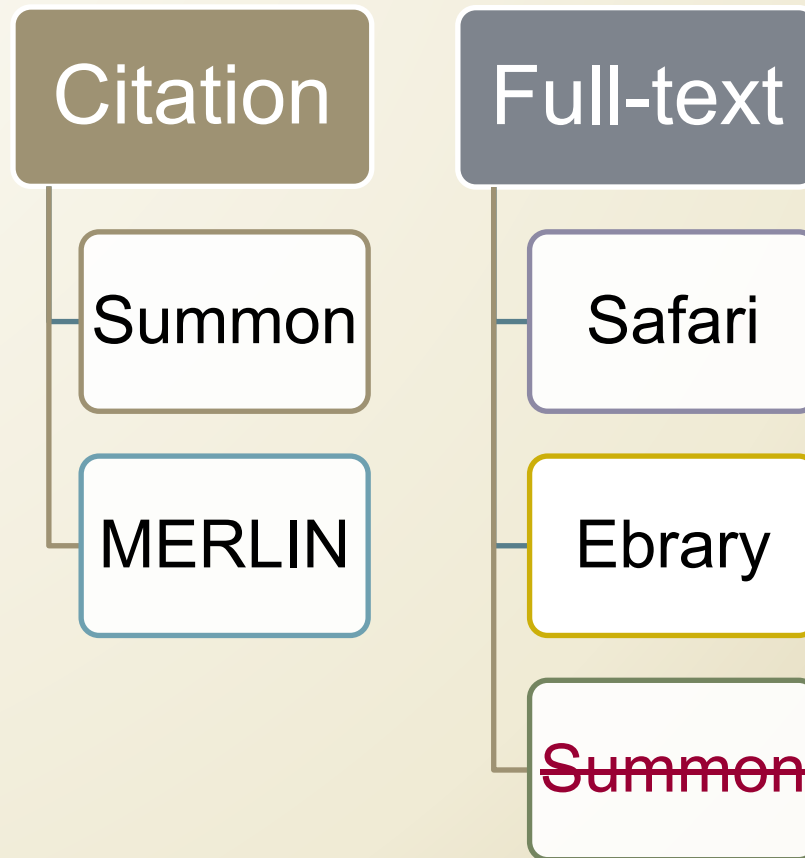 Citation
Summon
MERLIN
Full-text
Safari
Ebrary
Summon